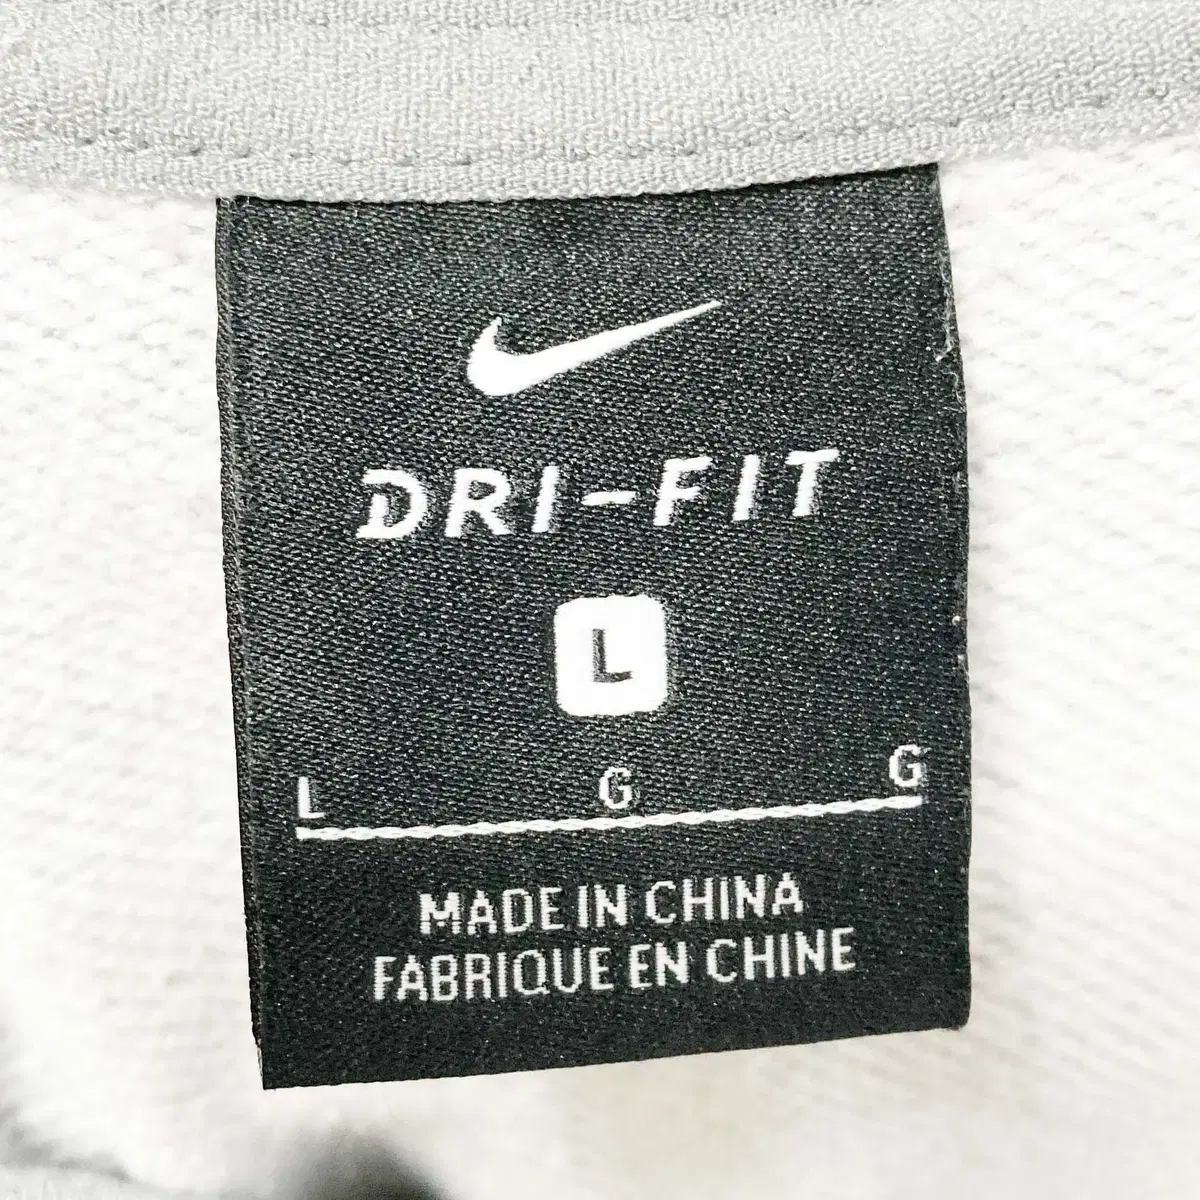 DRI-FIT
L
L G G
MADE IN CHINA
FABRIQUE EN CHINE